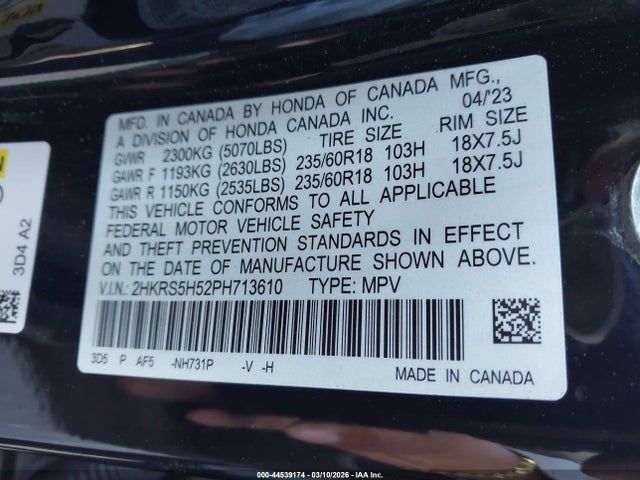 MFD. IN CANADA BY HONDA OF CANADA MFG.,
A DIVISION OF HONDA CANADA INC. 04/'23
GVWR 2300KG (5070LBS) TIRE SIZE RIM SIZE
GAWR F 1193KG (2630LBS) 235/60R18 103H 18X7.5J
GAWR R 1150KG (2535LBS) 235/60R18 103H 18X7.5J
THIS VEHICLE CONFORMS TO ALL APPLICABLE
FEDERAL MOTOR VEHICLE SAFETY
AND THEFT PREVENTION STANDARDS IN EFFECT
ON THE DATE OF MANUFACTURE SHOWN ABOVE.
V.I.N.: 2HKRS5H52PH713610 TYPE: MPV
3D5 P AF5 -NH731P -V -H
MADE IN CANADA
3D4 A2
000-44539174 - 03/10/2026 - IAA Inc.